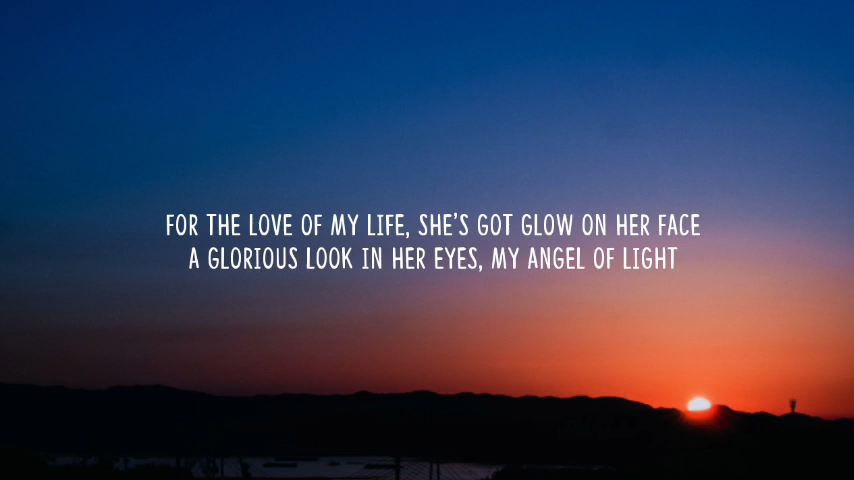 FOR THE LOVE OF MY LIFE, SHE'S GOT GLOW ON HER FACE
A GLORIOUS LOOK IN HER EYES, MY ANGEL OF LIGHT